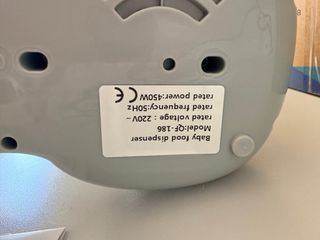 Baby food dispenser
Model:QF-186
rated voltage : 220V~
rated frequency:50Hz
rated power:450W CE